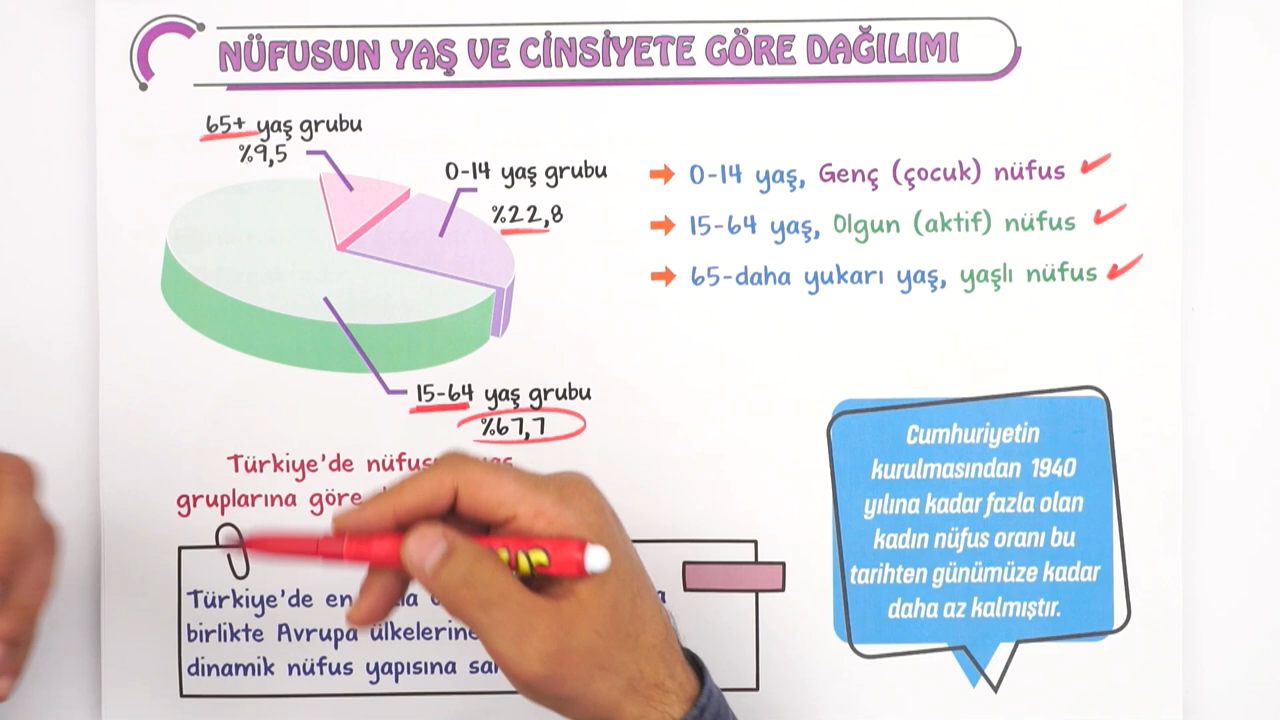 NÜFUSUN YAŞ VE CİNSİYETE GÖRE DAĞILIMI
65+ yaş grubu
%9,5
0-14 yaş grubu
%22,8
15-64 yaş grubu
%67,7
0-14 yaş, Genç (çocuk) nüfus
15-64 yaş, Olgun (aktif) nüfus
65-daha yukarı yaş, yaşlı nüfus
Türkiye'de
gruplarına göre
Türkiye'de en
birlikte Avrupa
dinamik nüfus yapısına
Cumhuriyetin
kurulmasından 1940
yılına kadar fazla olan
kadın nüfus oranı bu
tarihten günümüze kadar
daha az kalmıştır.